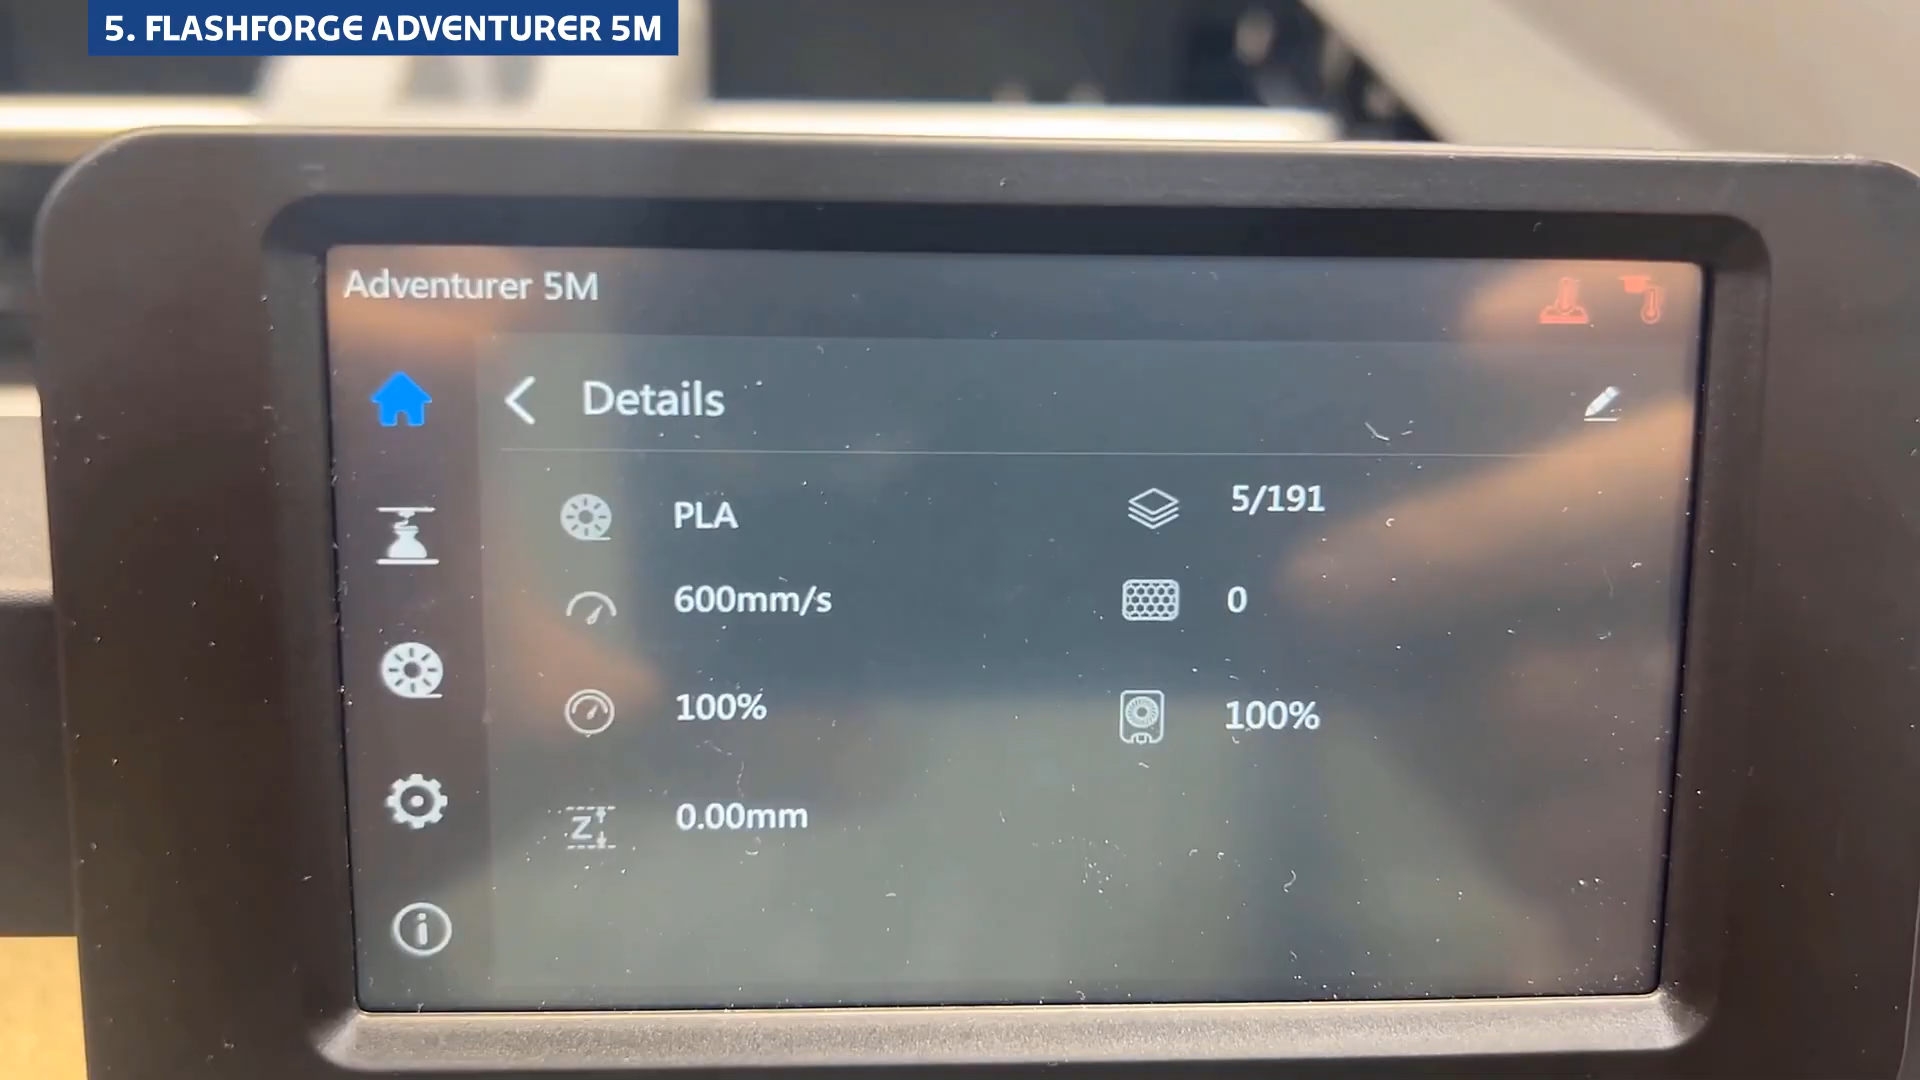 5. FLASHFORGE ADVENTURER 5M
Adventurer 5M
Details
PLA
5/191
600mm/s
0
100%
100%
Z
0.00mm